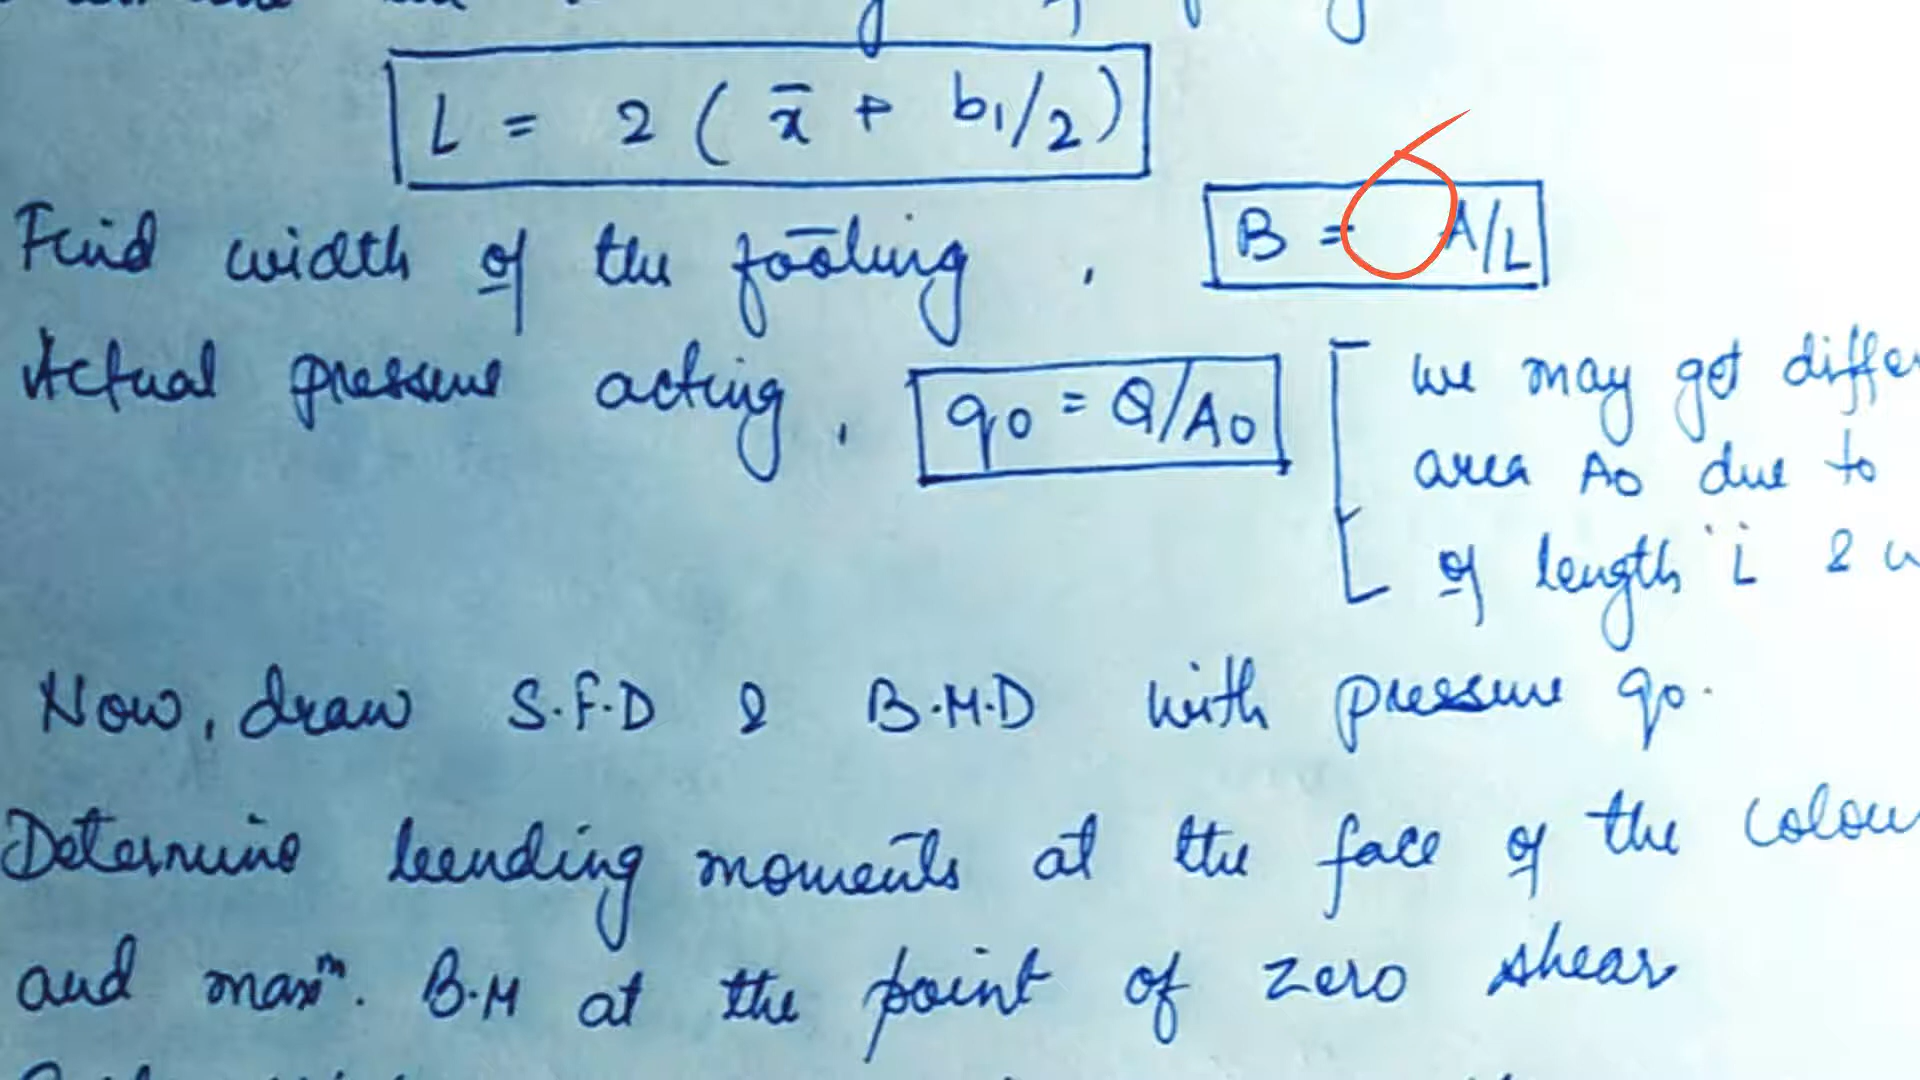 L = 2 ( x̄ + b₁/2 )
Find width of the footing , B = A/L
Actual pressure acting , q₀ = Q/A₀ [ we may get
area A₀ due to
of length 'L' &
Now, draw S.F.D & B.M.D with pressure q₀.
Determine bending moments at the face of the
and maxᵐ. B.M at the point of zero shear